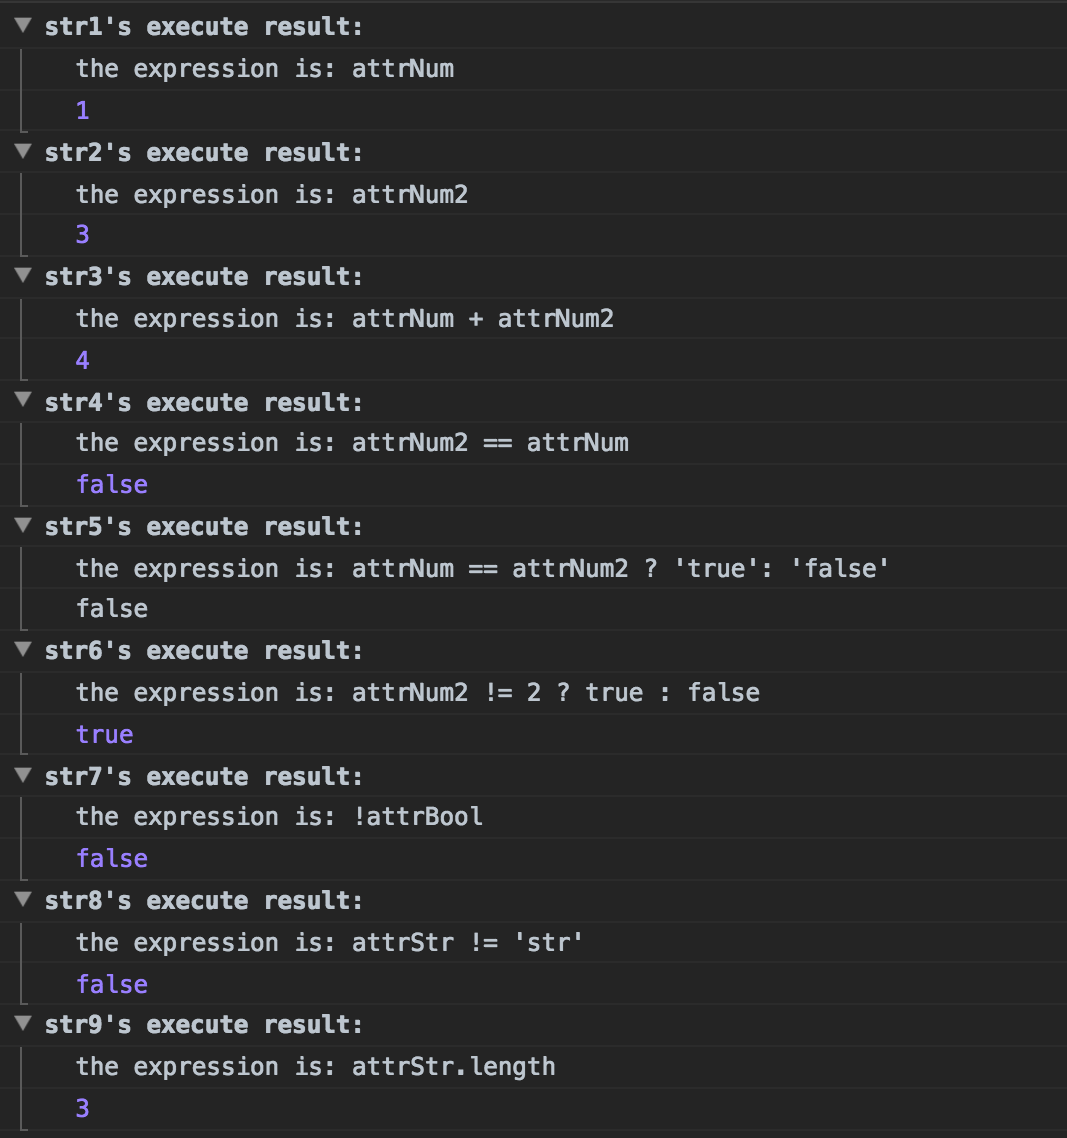 str1's execute result:
the expression is: attrNum
1
str2's execute result:
the expression is: attrNum2
3
str3's execute result:
the expression is: attrNum + attrNum2
4
str4's execute result:
the expression is: attrNum2 == attrNum
false
str5's execute result:
the expression is: attrNum == attrNum2 ? 'true': 'false'
false
str6's execute result:
the expression is: attrNum2 != 2 ? true : false
true
str7's execute result:
the expression is: !attrBool
false
str8's execute result:
the expression is: attrStr != 'str'
false
str9's execute result:
the expression is: attrStr.length
3